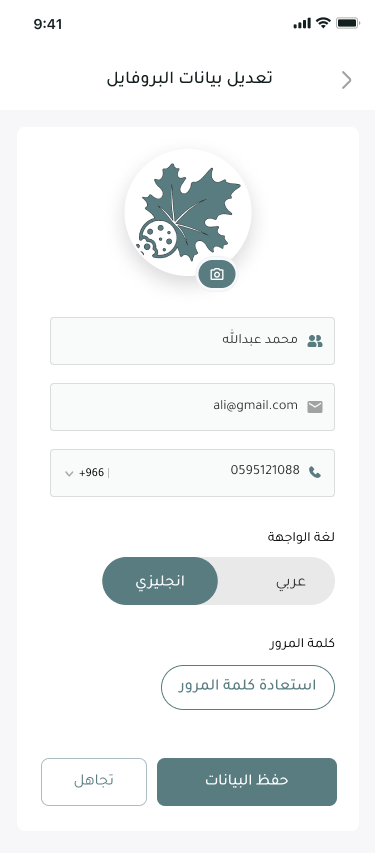 9:41
تعديل بيانات البروفايل
محمد عبدالله
ali@gmail.com
0595121088 +966
لغة الواجهة
عربي انجليزي
كلمة المرور
استعادة كلمة المرور
حفظ البيانات تجاهل